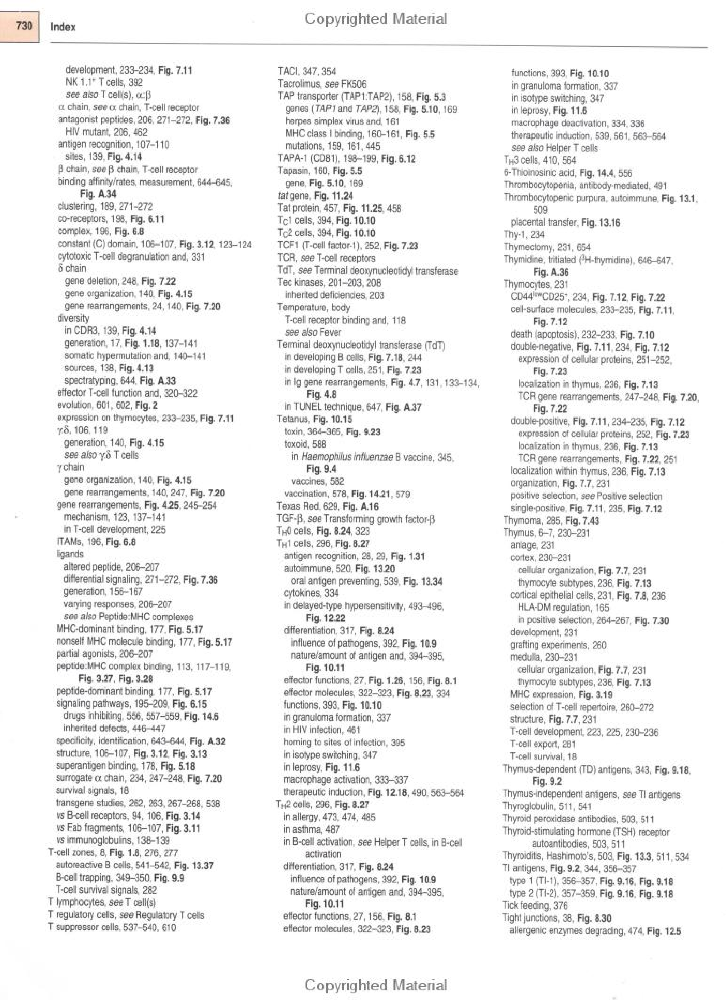 Copyrighted Material
730 Index
development, 233–234, Fig. 7.11
NK 1.1⁺ T cells, 392
see also T cell(s), α:β
α chain, see α chain, T-cell receptor
antagonist peptides, 206, 271–272, Fig. 7.36
HIV mutant, 206, 462
antigen recognition, 107–110
sites, 139, Fig. 4.14
β chain, see β chain, T-cell receptor
binding affinity/rates, measurement, 644–645,
Fig. A.34
clustering, 189, 271–272
co-receptors, 198, Fig. 6.11
complex, 196, Fig. 6.8
constant (C) domain, 106–107, Fig. 3.12, 123–124
cytotoxic T-cell degranulation and, 331
δ chain
gene deletion, 248, Fig. 7.22
gene organization, 140, Fig. 4.15
gene rearrangements, 24, 140, Fig. 7.20
diversity
in CDR3, 139, Fig. 4.14
generation, 17, Fig. 1.18, 137–141
somatic hypermutation and, 140–141
sources, 138, Fig. 4.13
spectratyping, 644, Fig. A.33
effector T-cell function and, 320–322
evolution, 601, 602, Fig. 2
expression on thymocytes, 233–235, Fig. 7.11
γ:δ, 106, 119
generation, 140, Fig. 4.15
see also γ:δ T cells
γ chain
gene organization, 140, Fig. 4.15
gene rearrangements, 140, 247, Fig. 7.20
gene rearrangements, Fig. 4.25, 245–254
mechanism, 123, 137–141
in T-cell development, 225
ITAMs, 196, Fig. 6.8
ligands
altered peptide, 206–207
differential signaling, 271–272, Fig. 7.36
generation, 156–167
varying responses, 206–207
see also Peptide:MHC complexes
MHC-dominant binding, 177, Fig. 5.17
nonself MHC molecule binding, 177, Fig. 5.17
partial agonists, 206–207
peptide:MHC complex binding, 113, 117–119,
Fig. 3.27, Fig. 3.28
peptide-dominant binding, 177, Fig. 5.17
signaling pathways, 195–209, Fig. 6.15
drugs inhibiting, 556, 557–559, Fig. 14.6
inherited defects, 446–447
specificity, identification, 643–644, Fig. A.32
structure, 106–107, Fig. 3.12, Fig. 3.13
superantigen binding, 178, Fig. 5.18
surrogate α chain, 234, 247–248, Fig. 7.20
survival signals, 18
transgene studies, 262, 263, 267–268, 538
vs B-cell receptors, 94, 106, Fig. 3.14
vs Fab fragments, 106–107, Fig. 3.11
vs immunoglobulins, 138–139
T-cell zones, 8, Fig. 1.8, 276, 277
autoreactive B cells, 541–542, Fig. 13.37
B-cell trapping, 349–350, Fig. 9.9
T-cell survival signals, 282
T lymphocytes, see T cell(s)
T regulatory cells, see Regulatory T cells
T suppressor cells, 537–540, 610
TACI, 347, 354
Tacrolimus, see FK506
TAP transporter (TAP1:TAP2), 158, Fig. 5.3
genes (TAP1 and TAP2), 158, Fig. 5.10, 169
herpes simplex virus and, 161
MHC class I binding, 160–161, Fig. 5.5
mutations, 159, 161, 445
TAPA-1 (CD81), 198–199, Fig. 6.12
Tapasin, 160, Fig. 5.5
gene, Fig. 5.10, 169
tat gene, Fig. 11.24
Tat protein, 457, Fig. 11.25, 458
TC1 cells, 394, Fig. 10.10
TC2 cells, 394, Fig. 10.10
TCF1 (T-cell factor-1), 252, Fig. 7.23
TCR, see T-cell receptors
TdT, see Terminal deoxynucleotidyl transferase
Tec kinases, 201–203, 208
inherited deficiencies, 203
Temperature, body
T-cell receptor binding and, 118
see also Fever
Terminal deoxynucleotidyl transferase (TdT)
in developing B cells, Fig. 7.18, 244
in developing T cells, 251, Fig. 7.23
in Ig gene rearrangements, Fig. 4.7, 131, 133–134,
Fig. 4.8
in TUNEL technique, 647, Fig. A.37
Tetanus, Fig. 10.15
toxin, 364–365, Fig. 9.23
toxoid, 588
in Haemophilus influenzae B vaccine, 345,
Fig. 9.4
vaccines, 582
vaccination, 578, Fig. 14.21, 579
Texas Red, 629, Fig. A.16
TGF-β, see Transforming growth factor-β
TH0 cells, Fig. 8.24, 323
TH1 cells, 296, Fig. 8.27
antigen recognition, 28, 29, Fig. 1.31
autoimmune, 520, Fig. 13.20
oral antigen preventing, 539, Fig. 13.34
cytokines, 334
in delayed-type hypersensitivity, 493–496,
Fig. 12.22
differentiation, 317, Fig. 8.24
influence of pathogens, 392, Fig. 10.9
nature/amount of antigen and, 394–395,
Fig. 10.11
effector functions, 27, Fig. 1.26, 156, Fig. 8.1
effector molecules, 322–323, Fig. 8.23, 334
functions, 393, Fig. 10.10
in granuloma formation, 337
in HIV infection, 461
homing to sites of infection, 395
in isotype switching, 347
in leprosy, Fig. 11.6
macrophage activation, 333–337
therapeutic induction, Fig. 12.18, 490, 563–564
TH2 cells, 296, Fig. 8.27
in allergy, 473, 474, 485
in asthma, 487
in B-cell activation, see Helper T cells, in B-cell
activation
differentiation, 317, Fig. 8.24
influence of pathogens, 392, Fig. 10.9
nature/amount of antigen and, 394–395,
Fig. 10.11
effector functions, 27, 156, Fig. 8.1
effector molecules, 322–323, Fig. 8.23
functions, 393, Fig. 10.10
in granuloma formation, 337
in isotype switching, 347
in leprosy, Fig. 11.6
macrophage deactivation, 334, 336
therapeutic induction, 539, 561, 563–564
see also Helper T cells
TH3 cells, 410, 564
6-Thioinosinic acid, Fig. 14.4, 556
Thrombocytopenia, antibody-mediated, 491
Thrombocytopenic purpura, autoimmune, Fig. 13.1,
509
placental transfer, Fig. 13.16
Thy-1, 234
Thymectomy, 231, 654
Thymidine, tritiated (³H-thymidine), 646–647,
Fig. A.36
Thymocytes, 231
CD44ˡᵒʷCD25⁺, 234, Fig. 7.12, Fig. 7.22
cell-surface molecules, 233–235, Fig. 7.11,
Fig. 7.12
death (apoptosis), 232–233, Fig. 7.10
double-negative, Fig. 7.11, 234, Fig. 7.12
expression of cellular proteins, 251–252,
Fig. 7.23
localization in thymus, 236, Fig. 7.13
TCR gene rearrangements, 247–248, Fig. 7.20,
Fig. 7.22
double-positive, Fig. 7.11, 234–235, Fig. 7.12
expression of cellular proteins, 252, Fig. 7.23
localization in thymus, 236, Fig. 7.13
TCR gene rearrangements, Fig. 7.22, 251
localization within thymus, 236, Fig. 7.13
organization, Fig. 7.7, 231
positive selection, see Positive selection
single-positive, Fig. 7.11, 235, Fig. 7.12
Thymoma, 285, Fig. 7.43
Thymus, 6–7, 230–231
anlage, 231
cortex, 230–231
cellular organization, Fig. 7.7, 231
thymocyte subtypes, 236, Fig. 7.13
cortical epithelial cells, 231, Fig. 7.8, 236
HLA-DM regulation, 165
in positive selection, 264–267, Fig. 7.30
development, 231
grafting experiments, 260
medulla, 230–231
cellular organization, Fig. 7.7, 231
thymocyte subtypes, 236, Fig. 7.13
MHC expression, Fig. 3.19
selection of T-cell repertoire, 260–272
structure, Fig. 7.7, 231
T-cell development, 223, 225, 230–236
T-cell export, 281
T-cell survival, 18
Thymus-dependent (TD) antigens, 343, Fig. 9.18,
Fig. 9.2
Thymus-independent antigens, see TI antigens
Thyroglobulin, 511, 541
Thyroid peroxidase antibodies, 503, 511
Thyroid-stimulating hormone (TSH) receptor
autoantibodies, 503, 511
Thyroiditis, Hashimoto's, 503, Fig. 13.3, 511, 534
TI antigens, Fig. 9.2, 344, 356–357
type 1 (TI-1), 356–357, Fig. 9.16, Fig. 9.18
type 2 (TI-2), 357–359, Fig. 9.16, Fig. 9.18
Tick feeding, 376
Tight junctions, 38, Fig. 8.30
allergenic enzymes degrading, 474, Fig. 12.5
Copyrighted Material